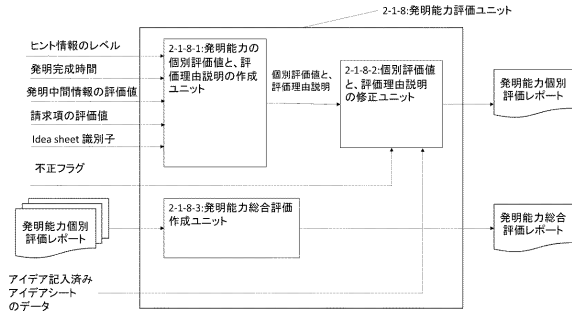 2-1-8:発明能力評価ユニット
ヒント情報のレベル
発明完成時間
発明中間情報の評価値
請求項の評価値
Idea sheet 識別子
不正フラグ
2-1-8-1:発明能力の
個別評価値と、評
価理由説明の作成
ユニット
個別評価値と、
評価理由説明
2-1-8-2:個別評価値
と、評価理由説明
の修正ユニット
発明能力個別
評価レポート
発明能力個別
評価レポート
2-1-8-3:発明能力総合評価
作成ユニット
発明能力総合
評価レポート
アイデア記入済み
アイデアシート
のデータ